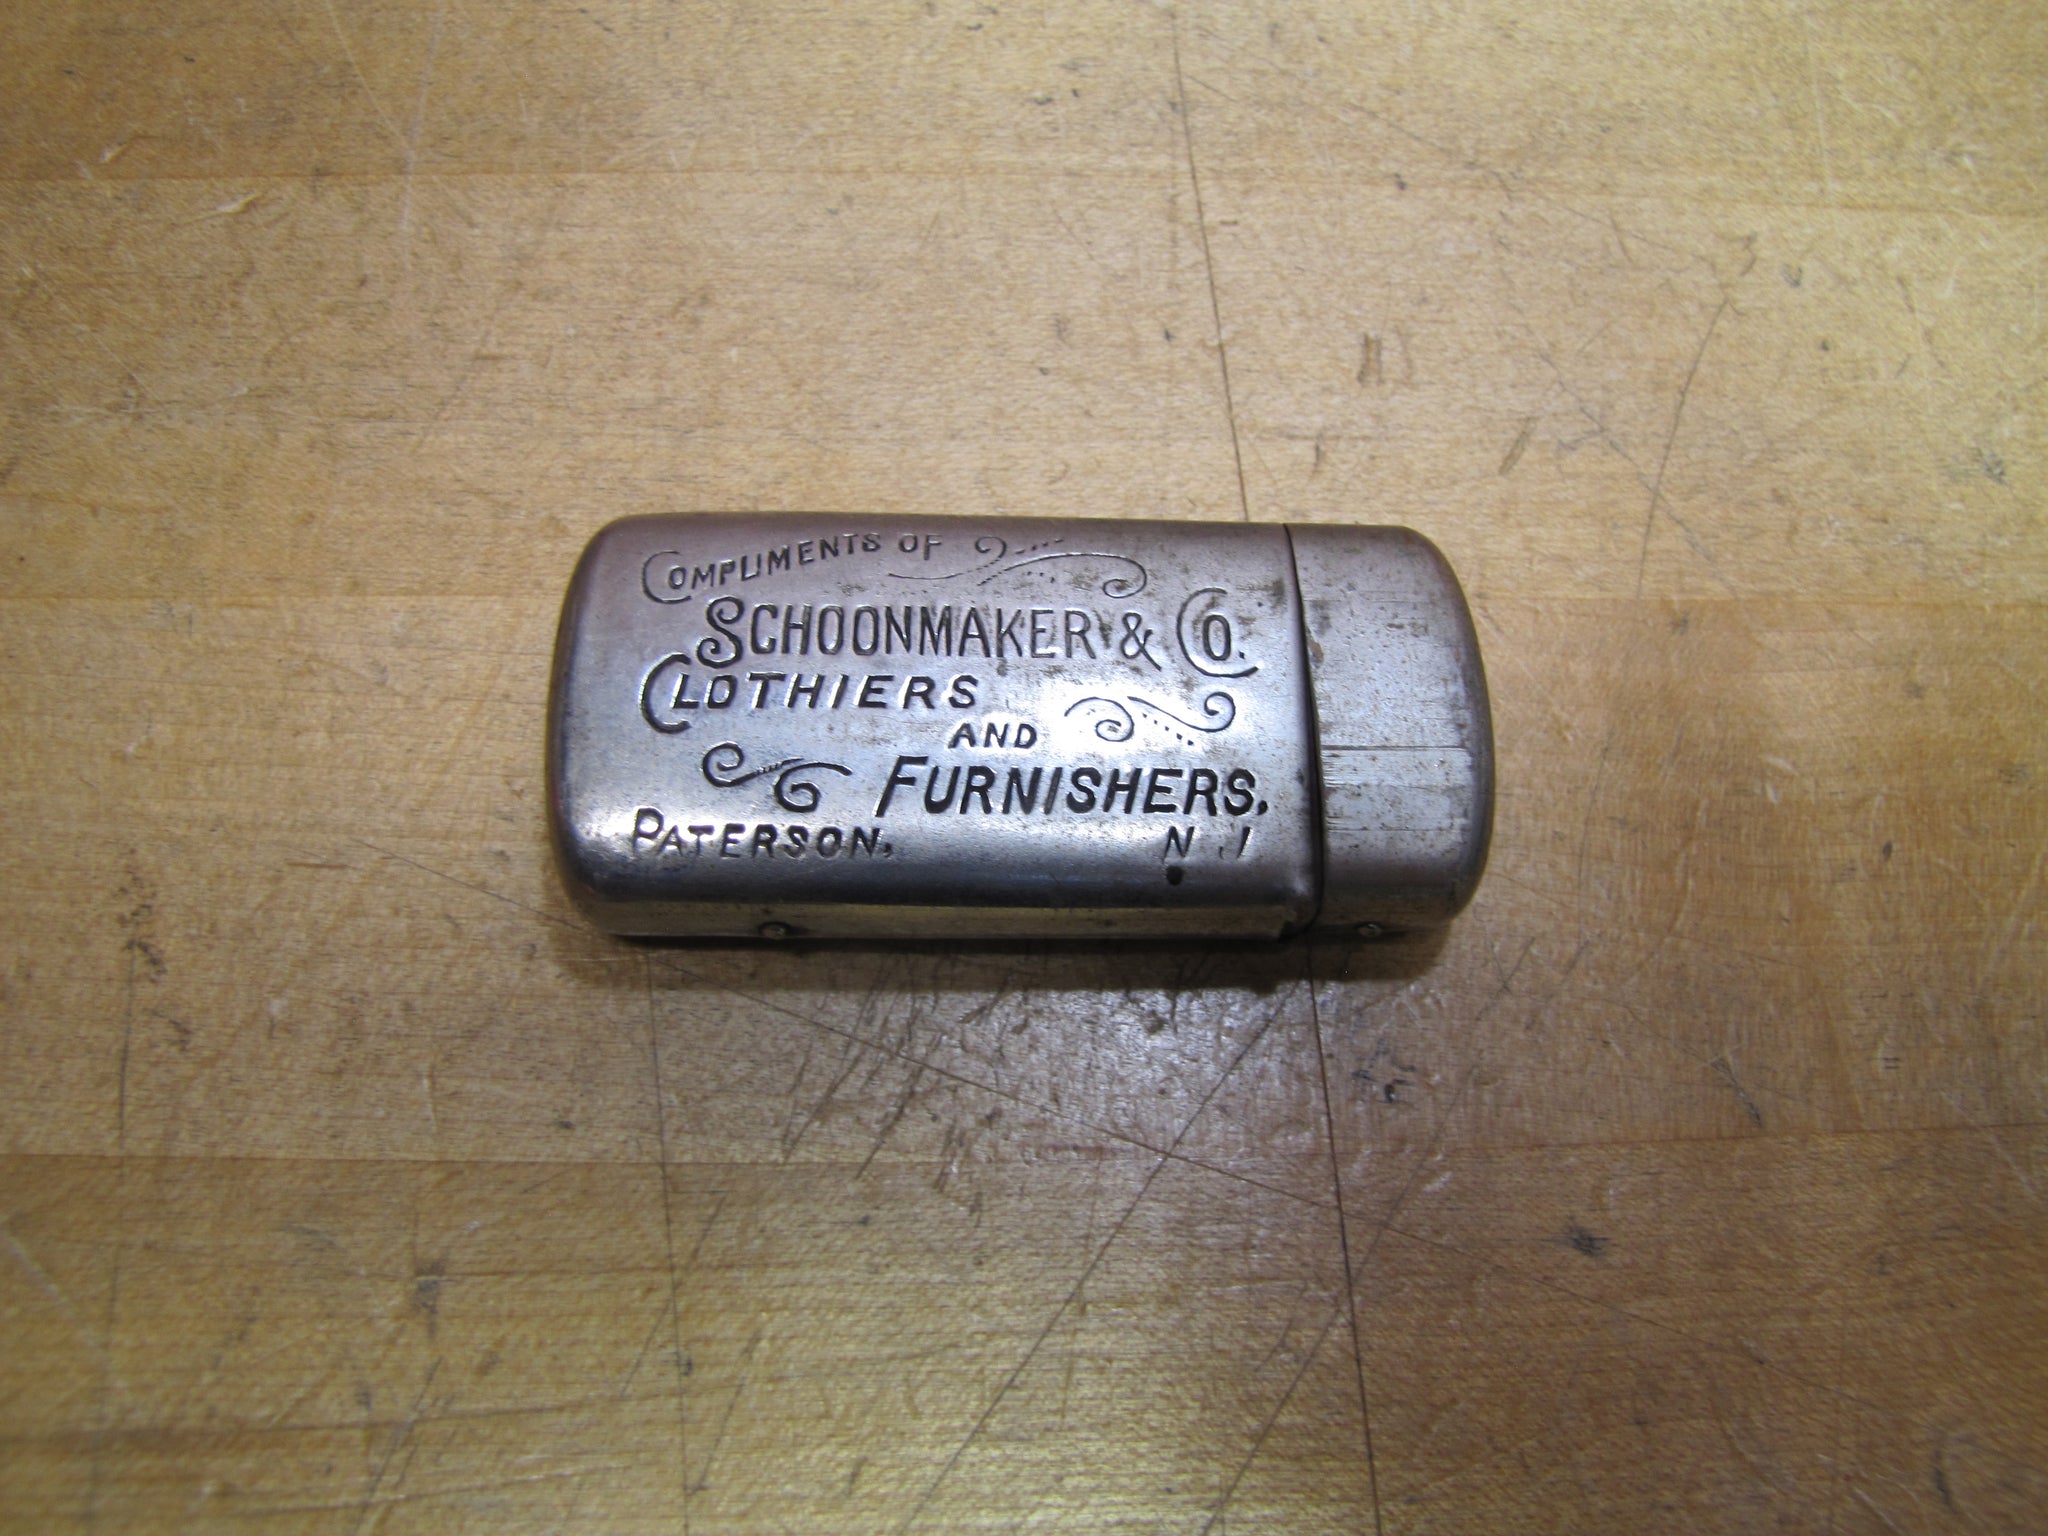 COMPLIMENTS OF
SCHOONMAKER & CO.
CLOTHIERS
AND
FURNISHERS.
PATERSON, N.J